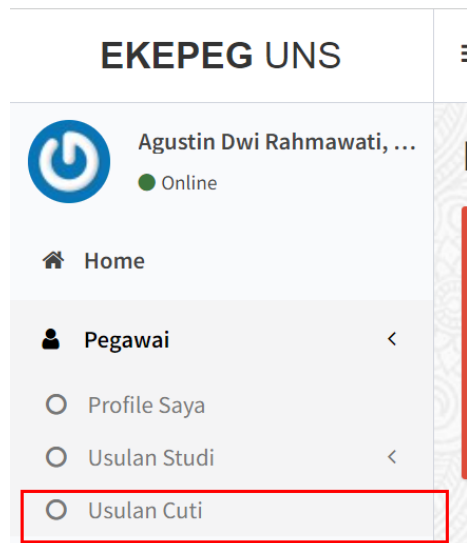 EKEPEG UNS
Agustin Dwi Rahmawati, ...
Online
Home
Pegawai
Profile Saya
Usulan Studi
Usulan Cuti